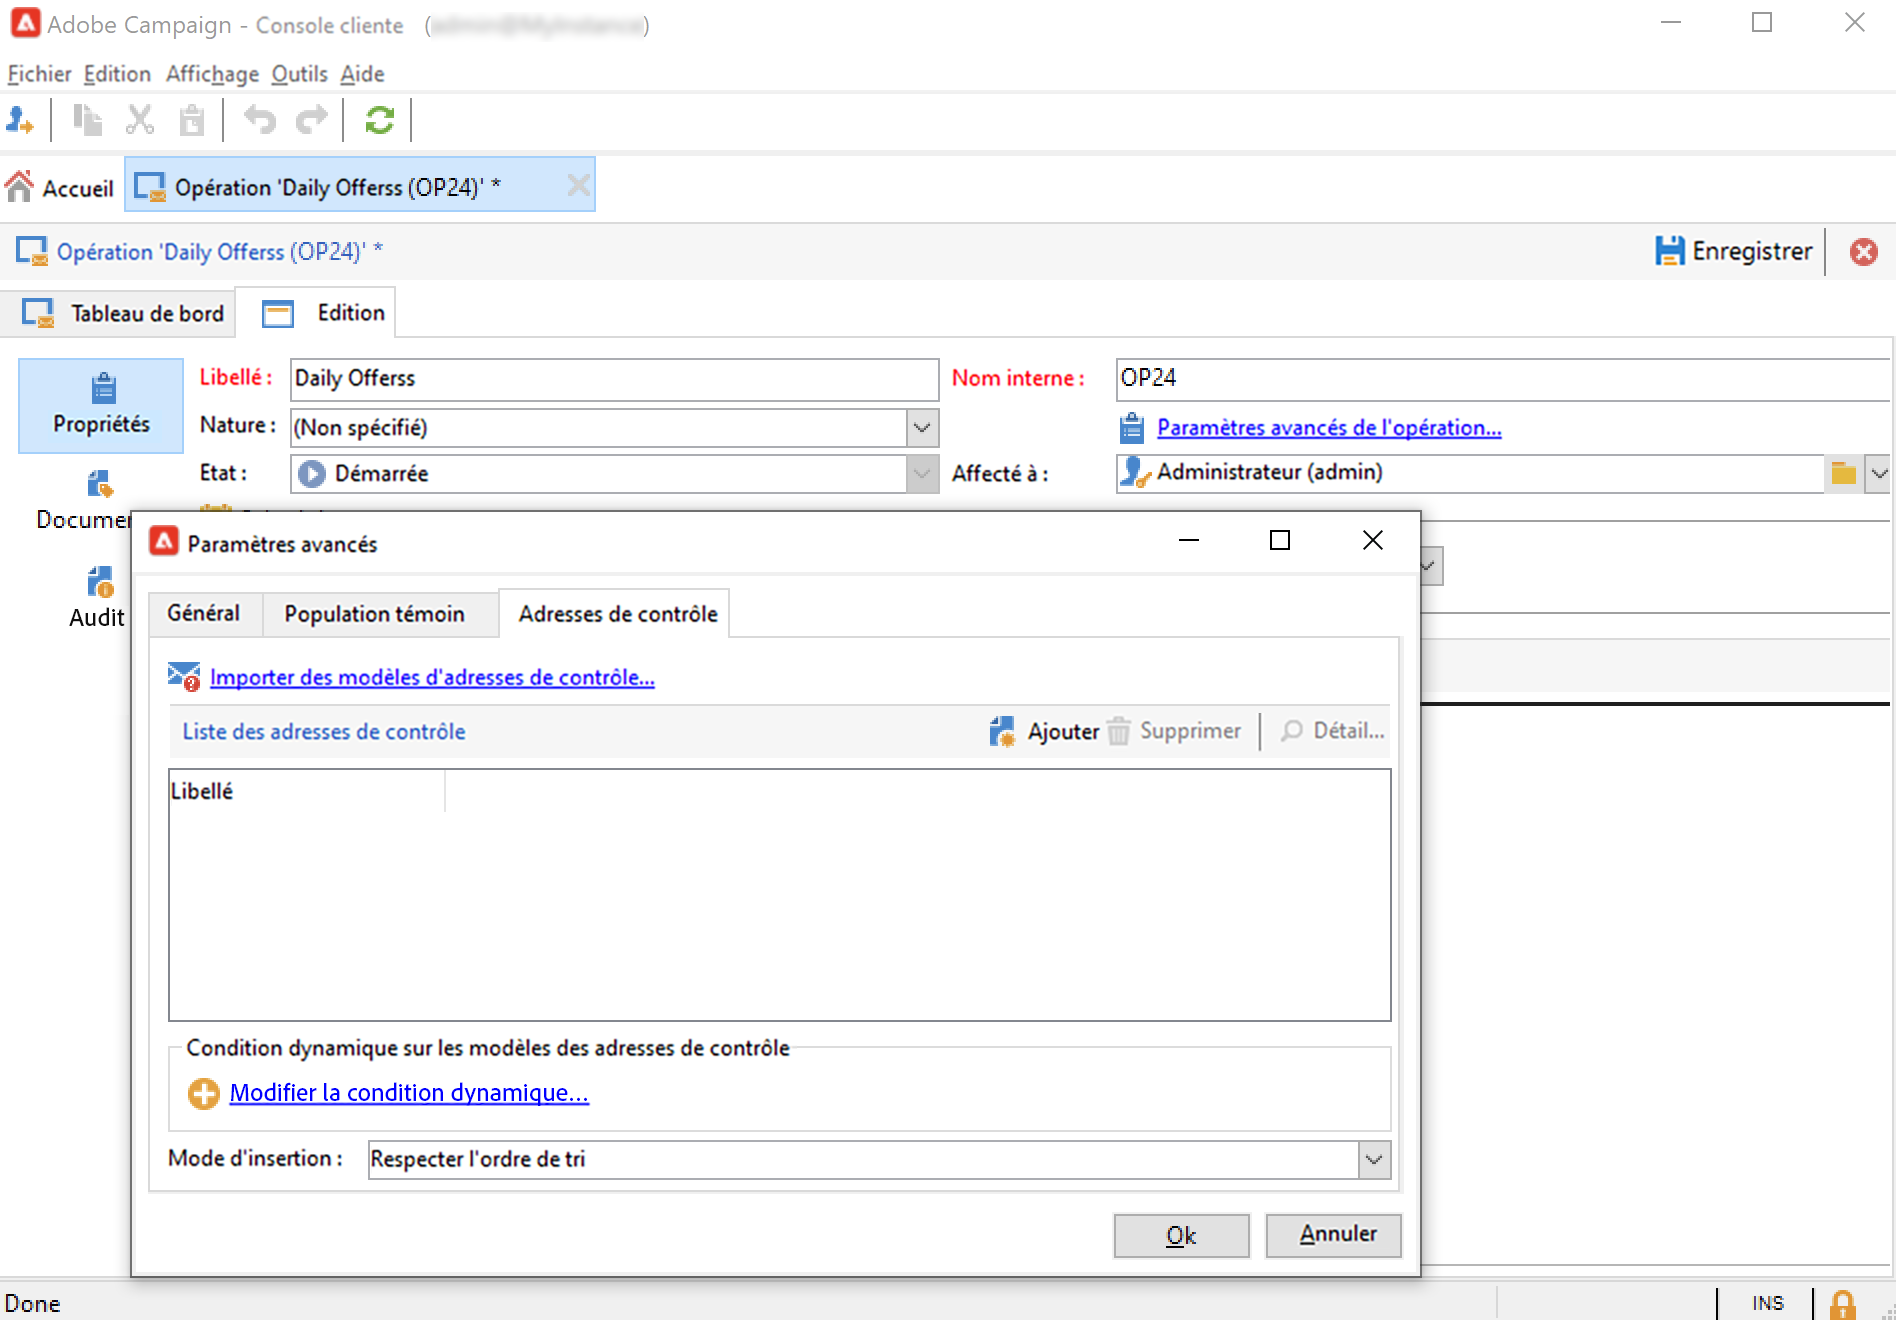 Adobe Campaign - Console cliente
Fichier Edition Affichage Outils Aide
Accueil Opération 'Daily Offerss (OP24)' *
Opération 'Daily Offerss (OP24)' * Enregistrer
Tableau de bord Edition
Propriétés Libellé : Daily Offerss Nom interne : OP24
Nature : (Non spécifié) Paramètres avancés de l'opération...
Etat : Démarrée Affecté à : Administrateur (admin)
Documen
Audit
Paramètres avancés
Général Population témoin Adresses de contrôle
Importer des modèles d'adresses de contrôle...
Liste des adresses de contrôle Ajouter Supprimer Détail...
Libellé
Condition dynamique sur les modèles des adresses de contrôle
Modifier la condition dynamique...
Mode d'insertion : Respecter l'ordre de tri
Ok Annuler
Done INS